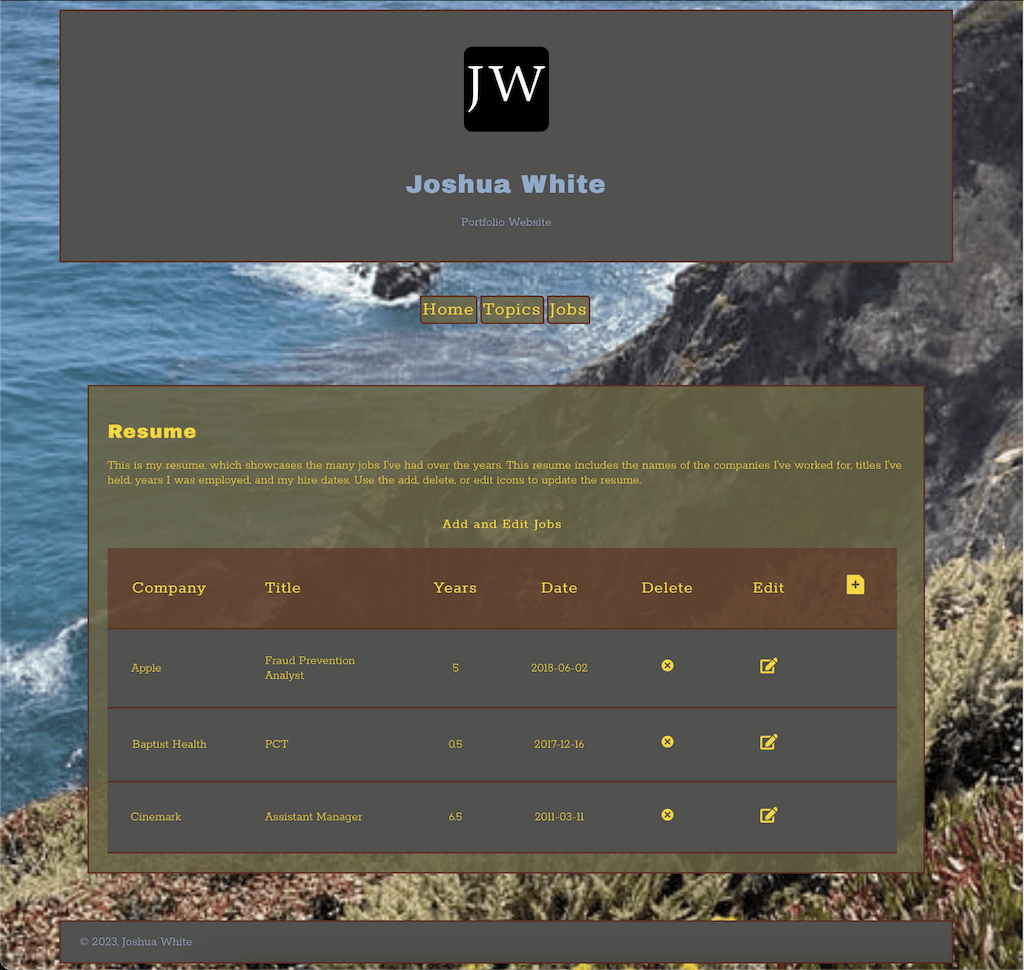 JW
Joshua White
Portfolio Website
Home Topics Jobs
Resume
This is my resume, which showcases the many jobs I've had over the years. This resume includes the names of the companies I've worked for, titles I've
held, years I was employed, and my hire dates. Use the add, delete, or edit icons to update the resume.
Add and Edit Jobs
Company Title Years Date Delete Edit
Apple Fraud Prevention
Analyst 5 2018-06-02
Baptist Health PCT 0.5 2017-12-16
Cinemark Assistant Manager 6.5 2011-03-11
© 2023, Joshua White